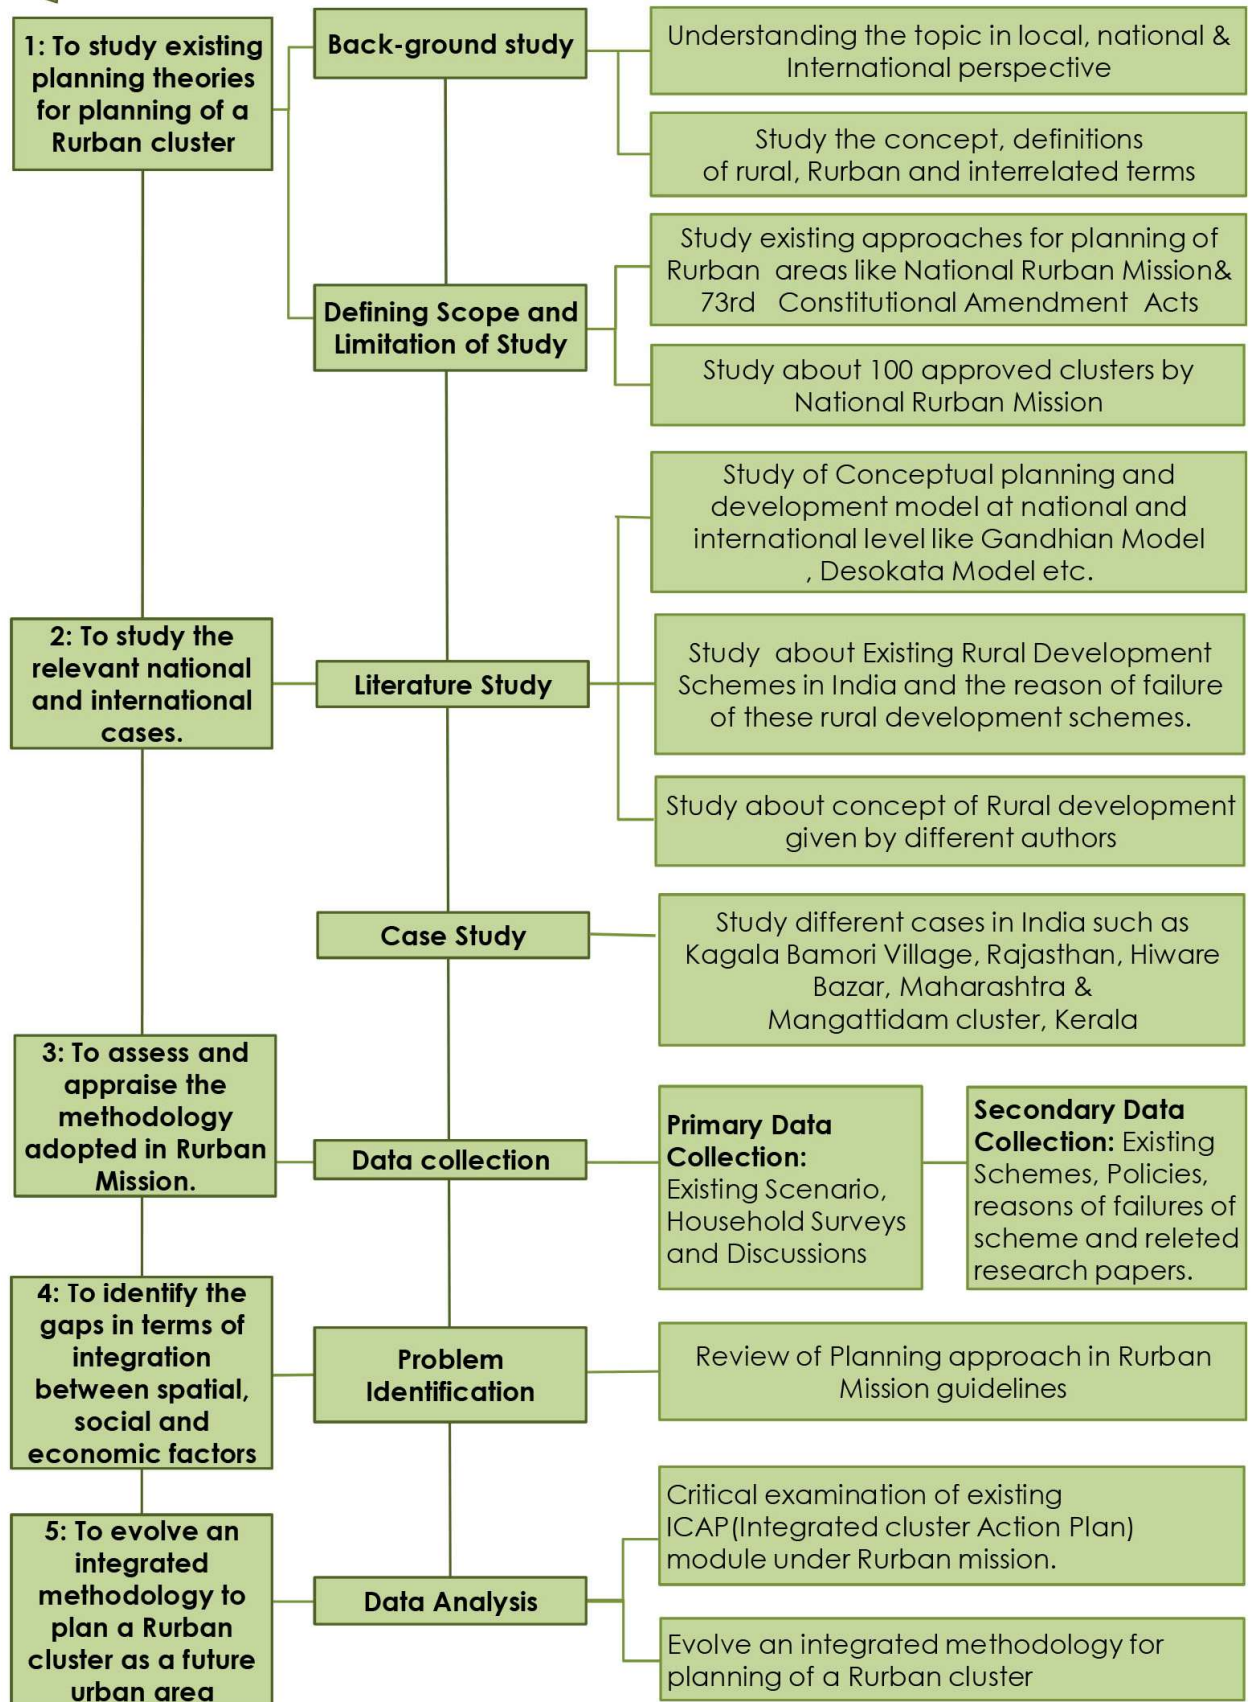 1: To study existing
planning theories
for planning of a
Rurban cluster
Back-ground study
Understanding the topic in local, national &
International perspective
Study the concept, definitions
of rural, Rurban and interrelated terms
Defining Scope and
Limitation of Study
Study existing approaches for planning of
Rurban areas like National Rurban Mission&
73rd Constitutional Amendment Acts
Study about 100 approved clusters by
National Rurban Mission
2: To study the
relevant national
and international
cases.
Literature Study
Study of Conceptual planning and
development model at national and
international level like Gandhian Model
, Desokata Model etc.
Study about Existing Rural Development
Schemes in India and the reason of failure
of these rural development schemes.
Study about concept of Rural development
given by different authors
Case Study
Study different cases in India such as
Kagala Bamori Village, Rajasthan, Hiware
Bazar, Maharashtra &
Mangattidam cluster, Kerala
3: To assess and
appraise the
methodology
adopted in Rurban
Mission.
Data collection
Primary Data
Collection:
Existing Scenario,
Household Surveys
and Discussions
Secondary Data
Collection: Existing
Schemes, Policies,
reasons of failures of
scheme and releted
research papers.
4: To identify the
gaps in terms of
integration
between spatial,
social and
economic factors
Problem
Identification
Review of Planning approach in Rurban
Mission guidelines
5: To evolve an
integrated
methodology to
plan a Rurban
cluster as a future
urban area
Data Analysis
Critical examination of existing
ICAP(Integrated cluster Action Plan)
module under Rurban mission.
Evolve an integrated methodology for
planning of a Rurban cluster